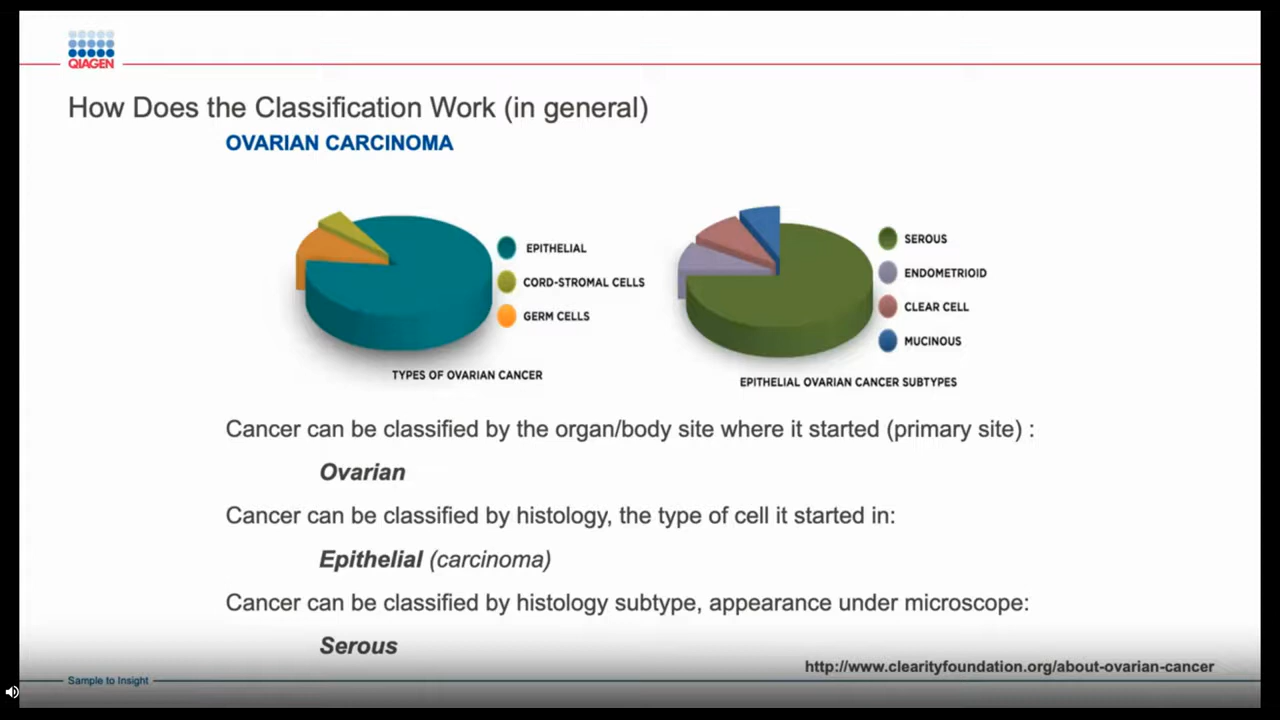 QIAGEN
How Does the Classification Work (in general)
OVARIAN CARCINOMA
EPITHELIAL
CORD-STROMAL CELLS
GERM CELLS
TYPES OF OVARIAN CANCER
SEROUS
ENDOMETRIOID
CLEAR CELL
MUCINOUS
EPITHELIAL OVARIAN CANCER SUBTYPES
Cancer can be classified by the organ/body site where it started (primary site) :
Ovarian
Cancer can be classified by histology, the type of cell it started in:
Epithelial (carcinoma)
Cancer can be classified by histology subtype, appearance under microscope:
Serous
http://www.clearityfoundation.org/about-ovarian-cancer
Sample to Insight